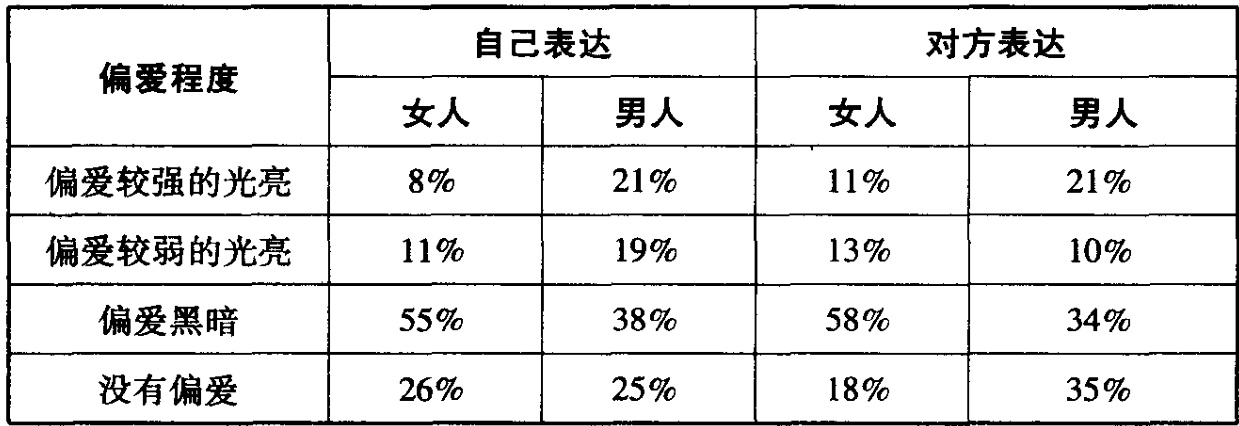 偏爱程度 自己表达 对方表达
女人 男人 女人 男人
偏爱较强的光亮 8% 21% 11% 21%
偏爱较弱的光亮 11% 19% 13% 10%
偏爱黑暗 55% 38% 58% 34%
没有偏爱 26% 25% 18% 35%